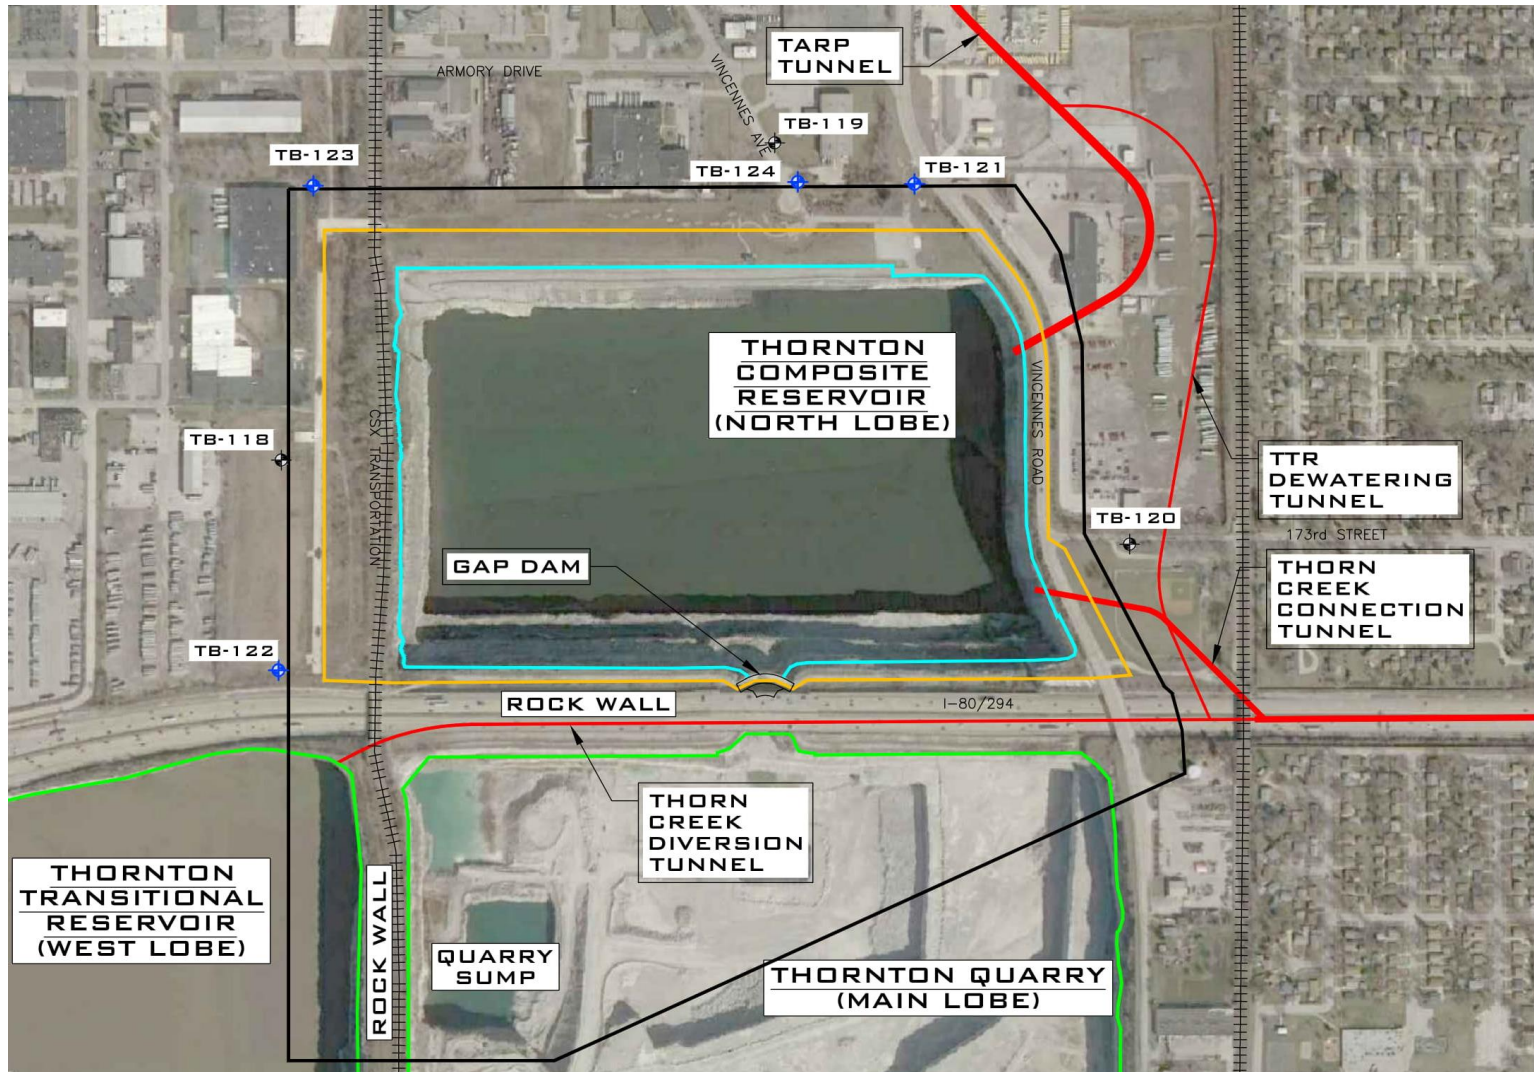 TARP
TUNNEL
ARMORY DRIVE
VINCENNES AVE
TB-119
TB-123
TB-124
TB-121
THORNTON
COMPOSITE
RESERVOIR
(NORTH LOBE)
VINCENNES ROAD
CSX TRANSPORTATION
TB-118
TTR
DEWATERING
TUNNEL
TB-120
173rd STREET
GAP DAM
THORN
CREEK
CONNECTION
TUNNEL
TB-122
ROCK WALL
I-80/294
THORN
CREEK
DIVERSION
TUNNEL
THORNTON
TRANSITIONAL
RESERVOIR
(WEST LOBE)
ROCK WALL
QUARRY
SUMP
THORNTON QUARRY
(MAIN LOBE)